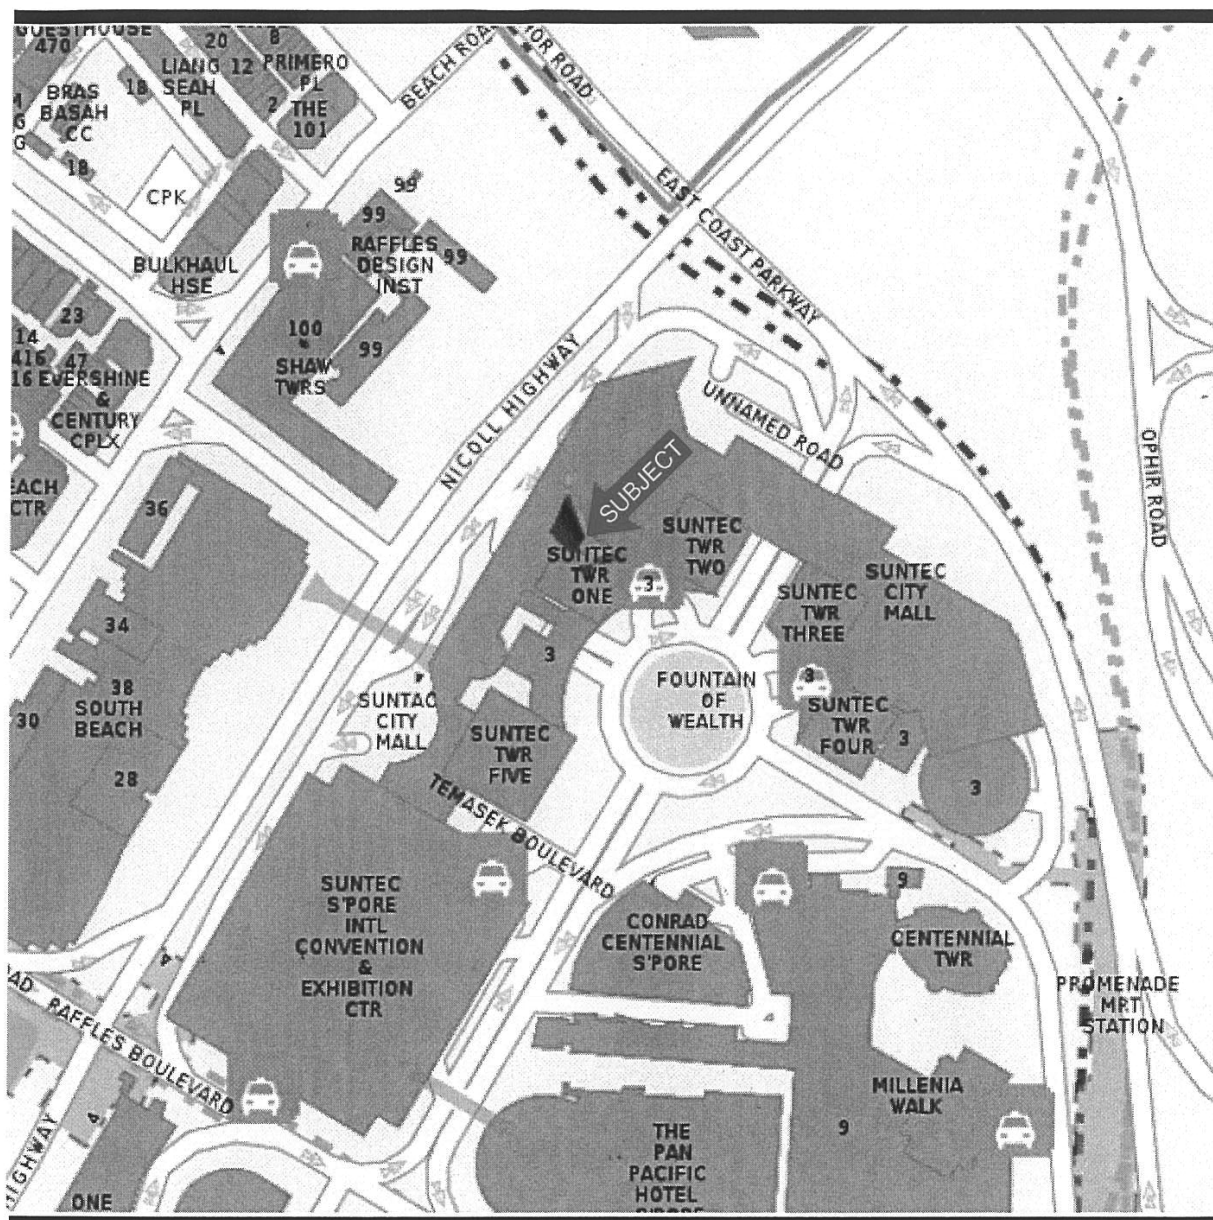 GUESTHOUSE
470
20
8
LIANG
SEAH
PL
12
PRIMERO
PL
2
THE
101
18
BRAS
BASAH
CC
18
CPK
BEACH ROAD
EAST COAST PARKWAY
99
99
99
RAFFLES
DESIGN
INST
BULKHAUL
HSE
23
14
416
16
47
EVERSHINE
&
CENTURY
CPLX
100
SHAW
TWRS
99
NICOLL HIGHWAY
UNNAMED ROAD
OPHIR ROAD
36
SUBJECT
SUNTEC
TWR
ONE
SUNTEC
TWR
TWO
3
SUNTEC
TWR
THREE
SUNTEC
CITY
MALL
34
38
SOUTH
BEACH
30
28
3
SUNTAC
CITY
MALL
FOUNTAIN
OF
WEALTH
3
SUNTEC
TWR
FOUR
3
3
SUNTEC
TWR
FIVE
TEMASEK BOULEVARD
SUNTEC
S'PORE
INTL
CONVENTION
&
EXHIBITION
CTR
9
CONRAD
CENTENNIAL
S'PORE
CENTENNIAL
TWR
PROMENADE
MRT
STATION
RAFFLES BOULEVARD
HIGHWAY
4
MILLENIA
WALK
9
THE
PAN
PACIFIC
HOTEL
S'PORE
ONE